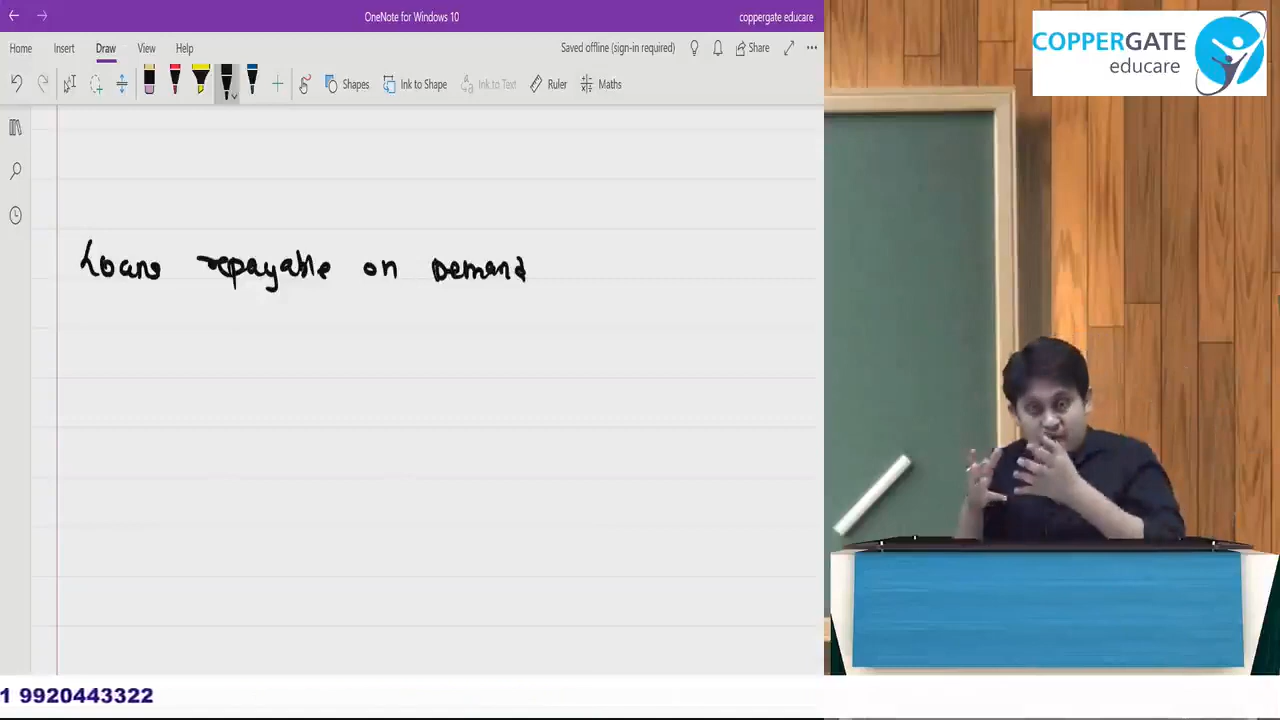 OneNote for Windows 10
coppergate educare
Home Insert Draw View Help
Saved offline (sign-in required)
Share
Shapes
Ink to Shape
Ink to Text
Ruler
Maths
COPPERGATE
educare
Loans repayable on Demand
1 9920443322